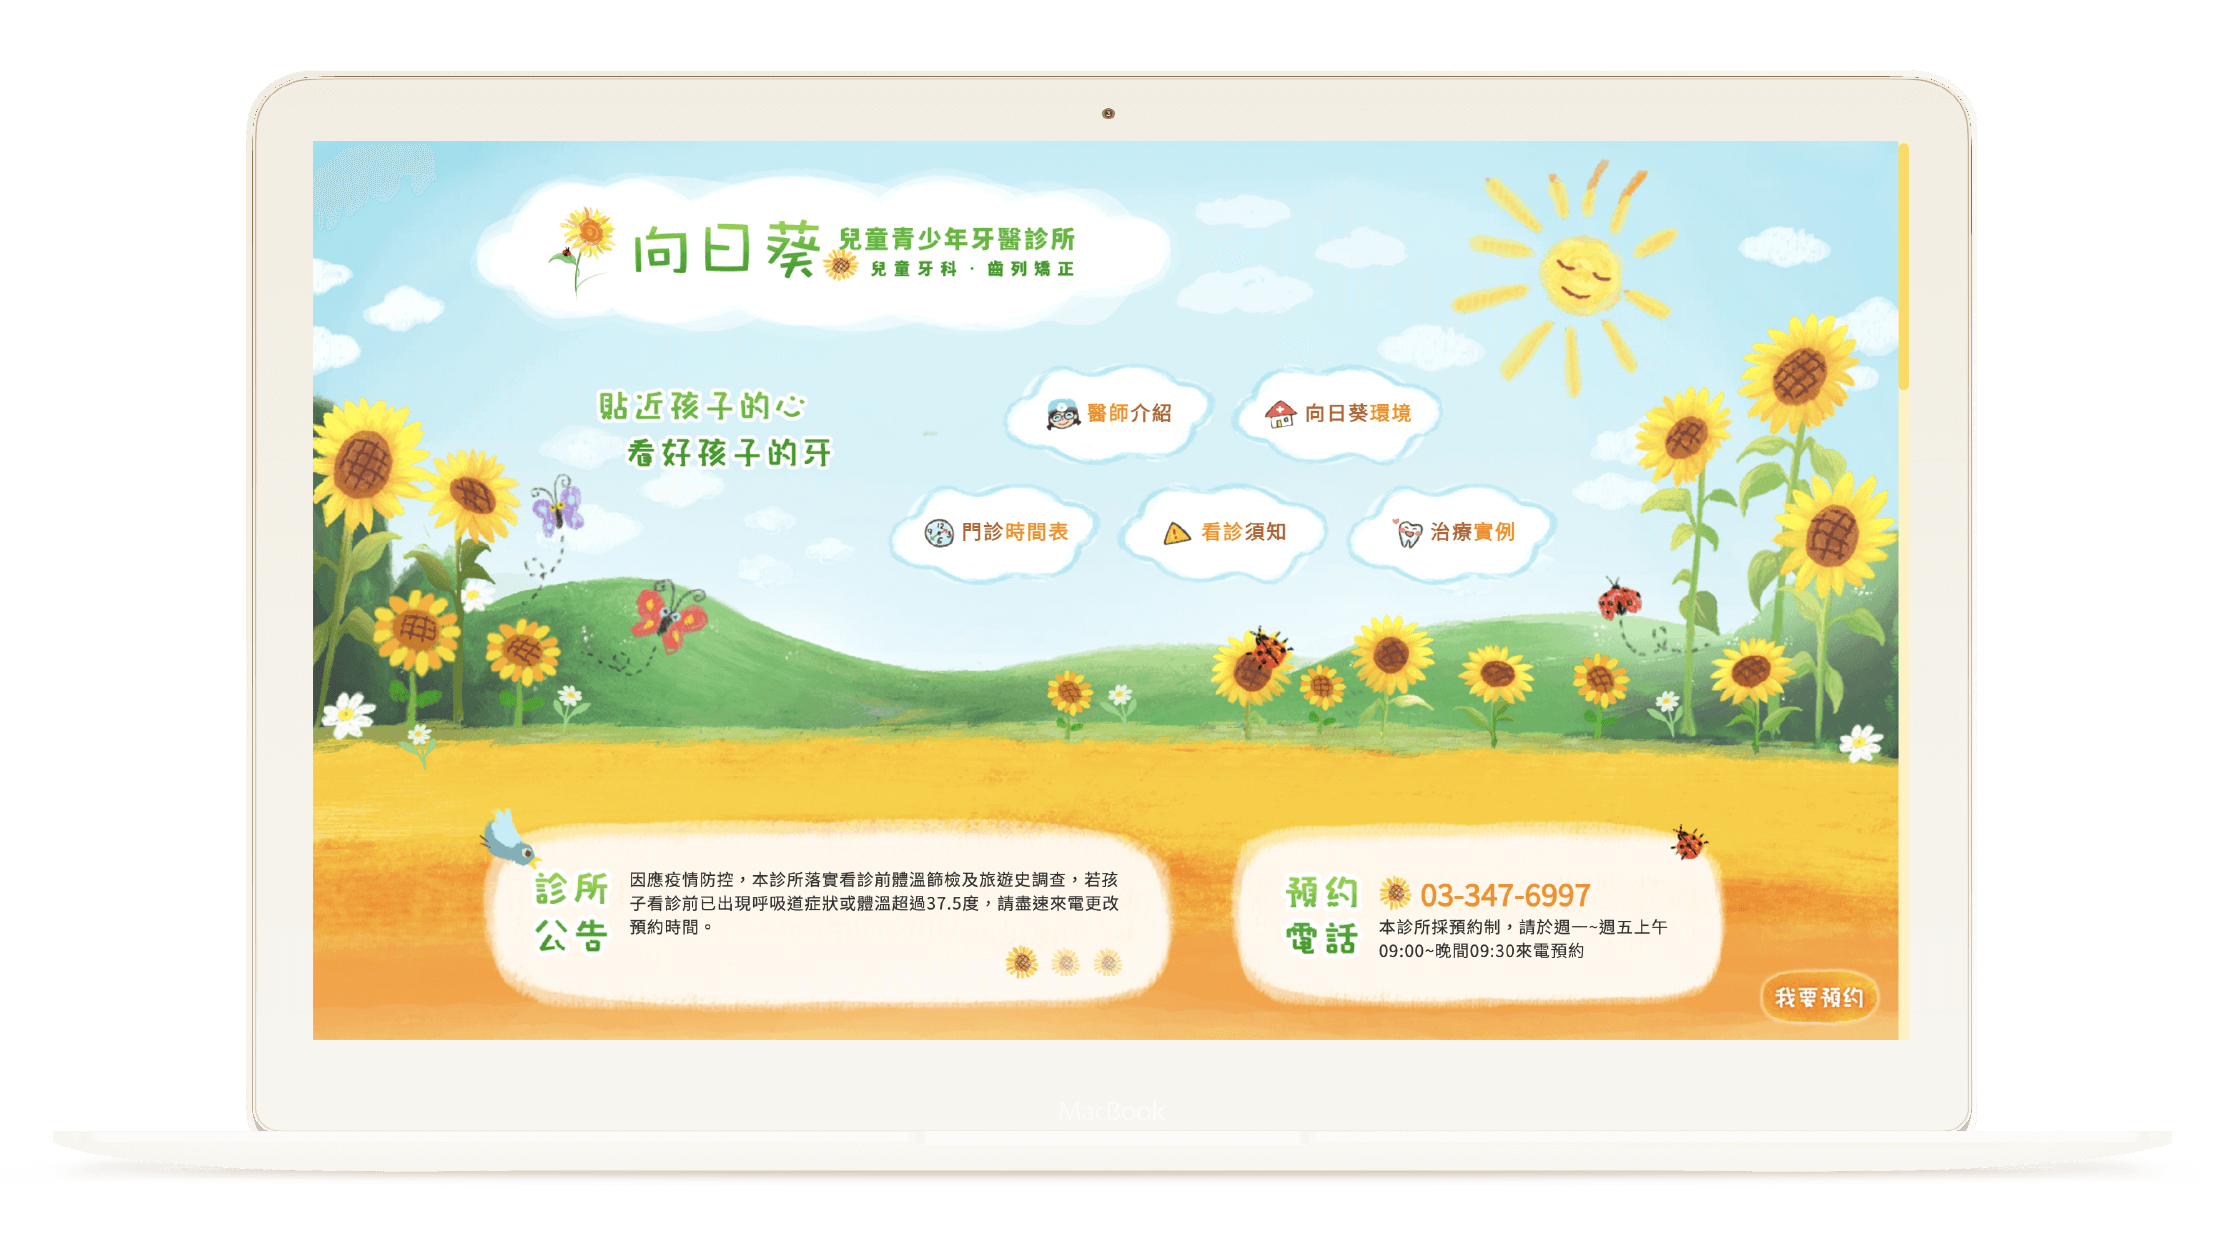 向日葵
兒童青少年牙醫診所
兒童牙科·齒列矯正
貼近孩子的心
看好孩子的牙
醫師介紹
向日葵環境
門診時間表
看診須知
治療實例
診所
公告
因應疫情防控，本診所落實看診前體溫篩檢及旅遊史調查，若孩
子看診前已出現呼吸道症狀或體溫超過37.5度，請盡速來電更改
預約時間。
預約
電話
03-347-6997
本診所採預約制，請於週一~週五上午
09:00~晚間09:30來電預約
我要預約
MacBook